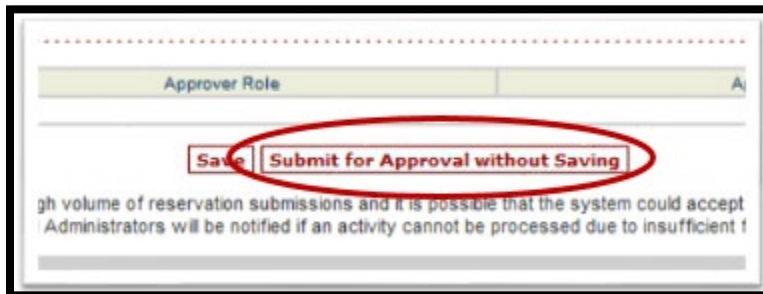 Approver Role
Save Submit for Approval without Saving
gh volume of reservation submissions and it is possible that the system could accept
Administrators will be notified if an activity cannot be processed due to insufficient